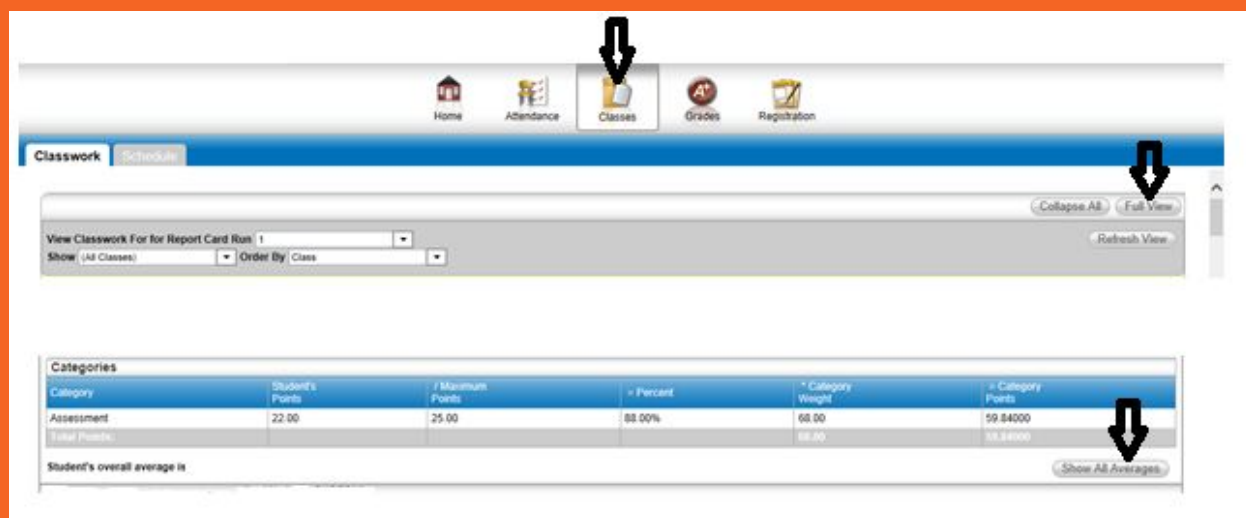 Home Attendance Classes Grades Registration
Classwork Schedule
Collapse All Full View
View Classwork For for Report Card Run 1 Refresh View
Show (All Classes) Order By Class
Categories
Category Student's Points / Maximum Points = Percent * Category Weight = Category Points
Assessment 22.00 25.00 88.00% 68.00 59.84000
Total Points: 68.00 59.84000
Student's overall average is Show All Averages